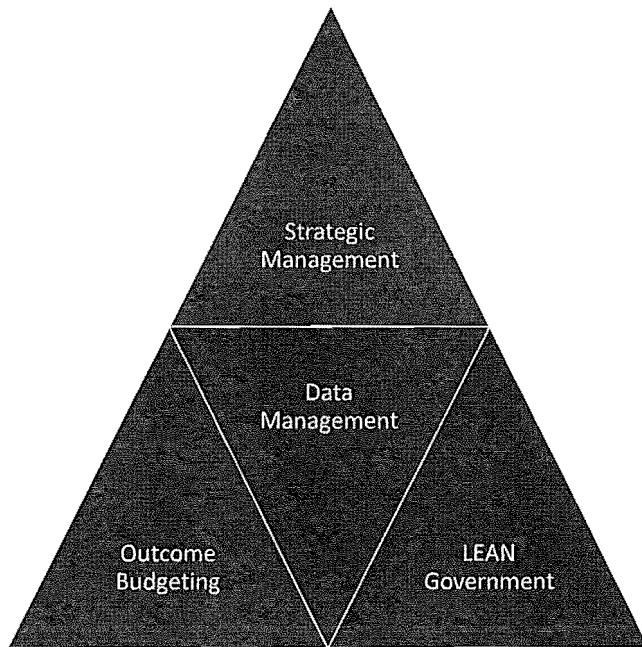 Strategic
Management
Data
Management
Outcome
Budgeting
LEAN
Government